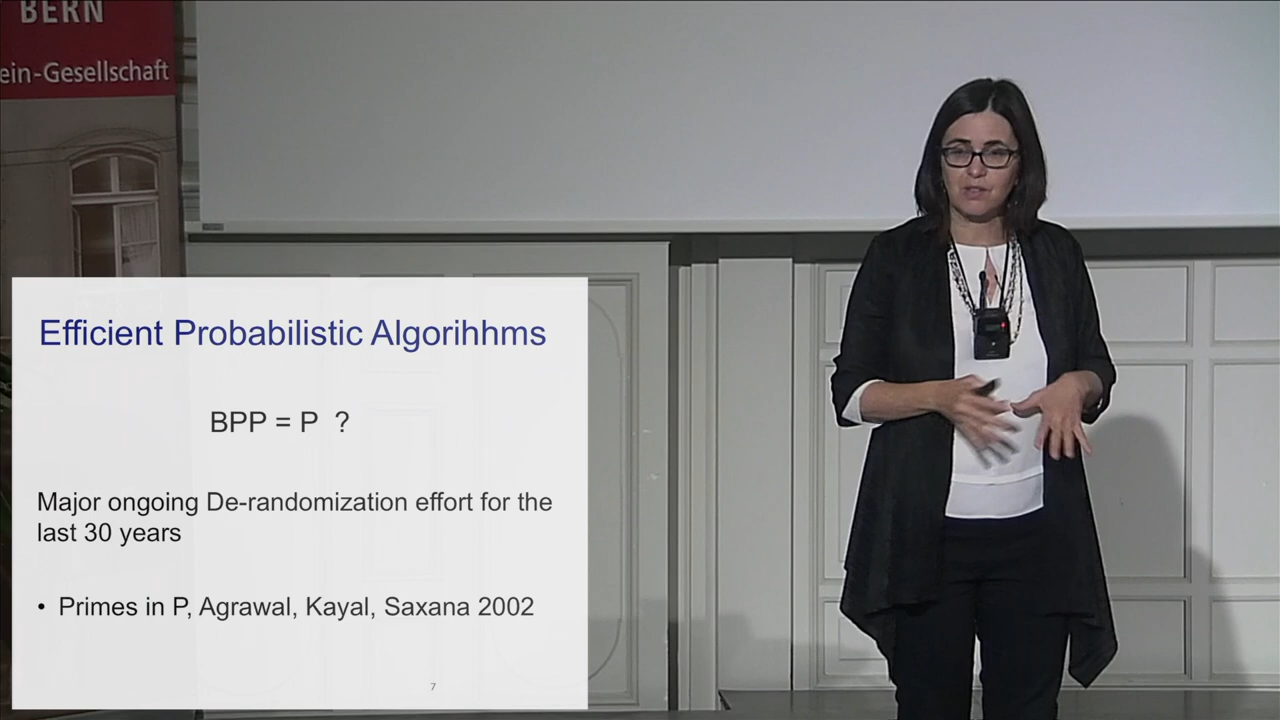 BERN
ein-Gesellschaft
Efficient Probabilistic Algorihhms
BPP = P ?
Major ongoing De-randomization effort for the
last 30 years
• Primes in P, Agrawal, Kayal, Saxana 2002
7